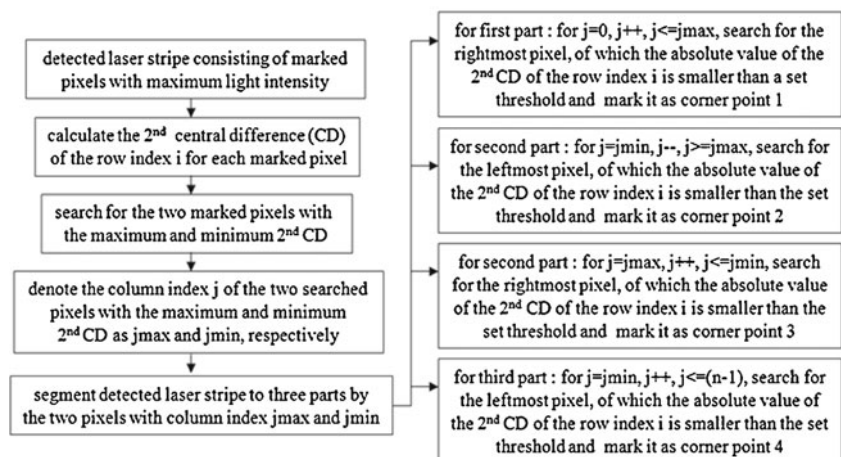 detected laser stripe consisting of marked
pixels with maximum light intensity
calculate the 2nd central difference (CD)
of the row index i for each marked pixel
search for the two marked pixels with
the maximum and minimum 2nd CD
denote the column index j of the two searched
pixels with the maximum and minimum
2nd CD as jmax and jmin, respectively
segment detected laser stripe to three parts by
the two pixels with column index jmax and jmin
for first part : for j=0, j++, j<=jmax, search for the
rightmost pixel, of which the absolute value of the
2nd CD of the row index i is smaller than a set
threshold and mark it as corner point 1
for second part : for j=jmin, j--, j>=jmax, search for
the leftmost pixel, of which the absolute value of
the 2nd CD of the row index i is smaller than the set
threshold and mark it as corner point 2
for second part : for j=jmax, j++, j<=jmin, search
for the rightmost pixel, of which the absolute value
of the 2nd CD of the row index i is smaller than the
set threshold and mark it as corner point 3
for third part : for j=jmin, j++, j<=(n-1), search for
the leftmost pixel, of which the absolute value of
the 2nd CD of the row index i is smaller than the set
threshold and mark it as corner point 4